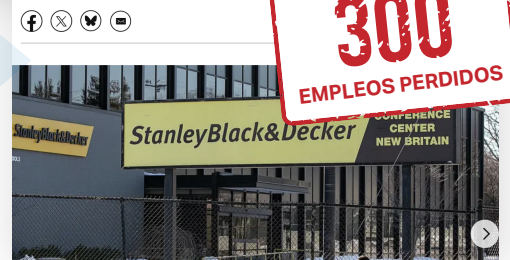 300
EMPLEOS PERDIDOS
StanleyBlack&Decker
StanleyBlack&Decker
CONFERENCE
CENTER
NEW BRITAIN